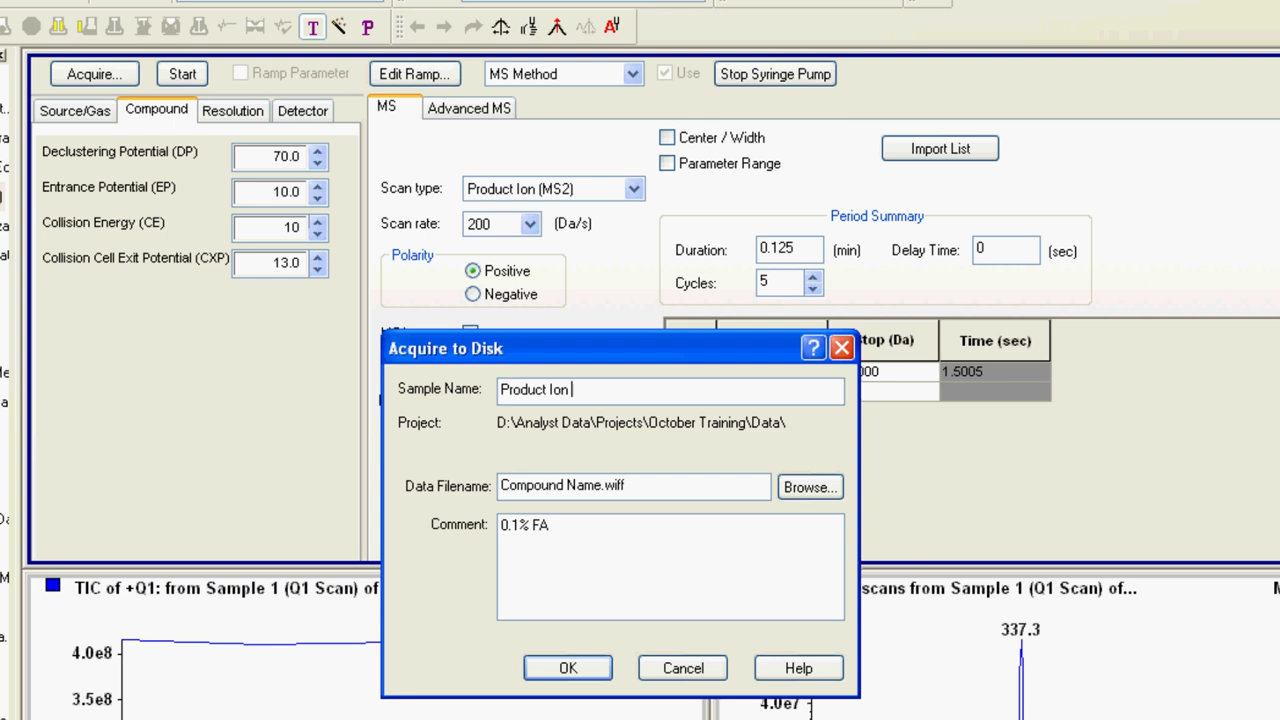 T P
Acquire... Start Ramp Parameter Edit Ramp... MS Method Use Stop Syringe Pump
Source/Gas Compound Resolution Detector
MS Advanced MS
Declustering Potential (DP) 70.0
Entrance Potential (EP) 10.0
Collision Energy (CE) 10
Collision Cell Exit Potential (CXP) 13.0
Center / Width
Parameter Range
Import List
Scan type: Product Ion (MS2)
Scan rate: 200 (Da/s)
Polarity
Positive
Negative
Period Summary
Duration: 0.125 (min) Delay Time: 0 (sec)
Cycles: 5
(Da) Time (sec)
1.5005
Acquire to Disk
Sample Name: Product Ion
Project: D:\Analyst Data\Projects\October Training\Data\
Data Filename: Compound Name.wiff Browse...
Comment: 0.1% FA
OK Cancel Help
TIC of +Q1: from Sample 1 (Q1 Scan) of
4.0e8
3.5e8
scans from Sample 1 (Q1 Scan) of...
337.3
4.0e7